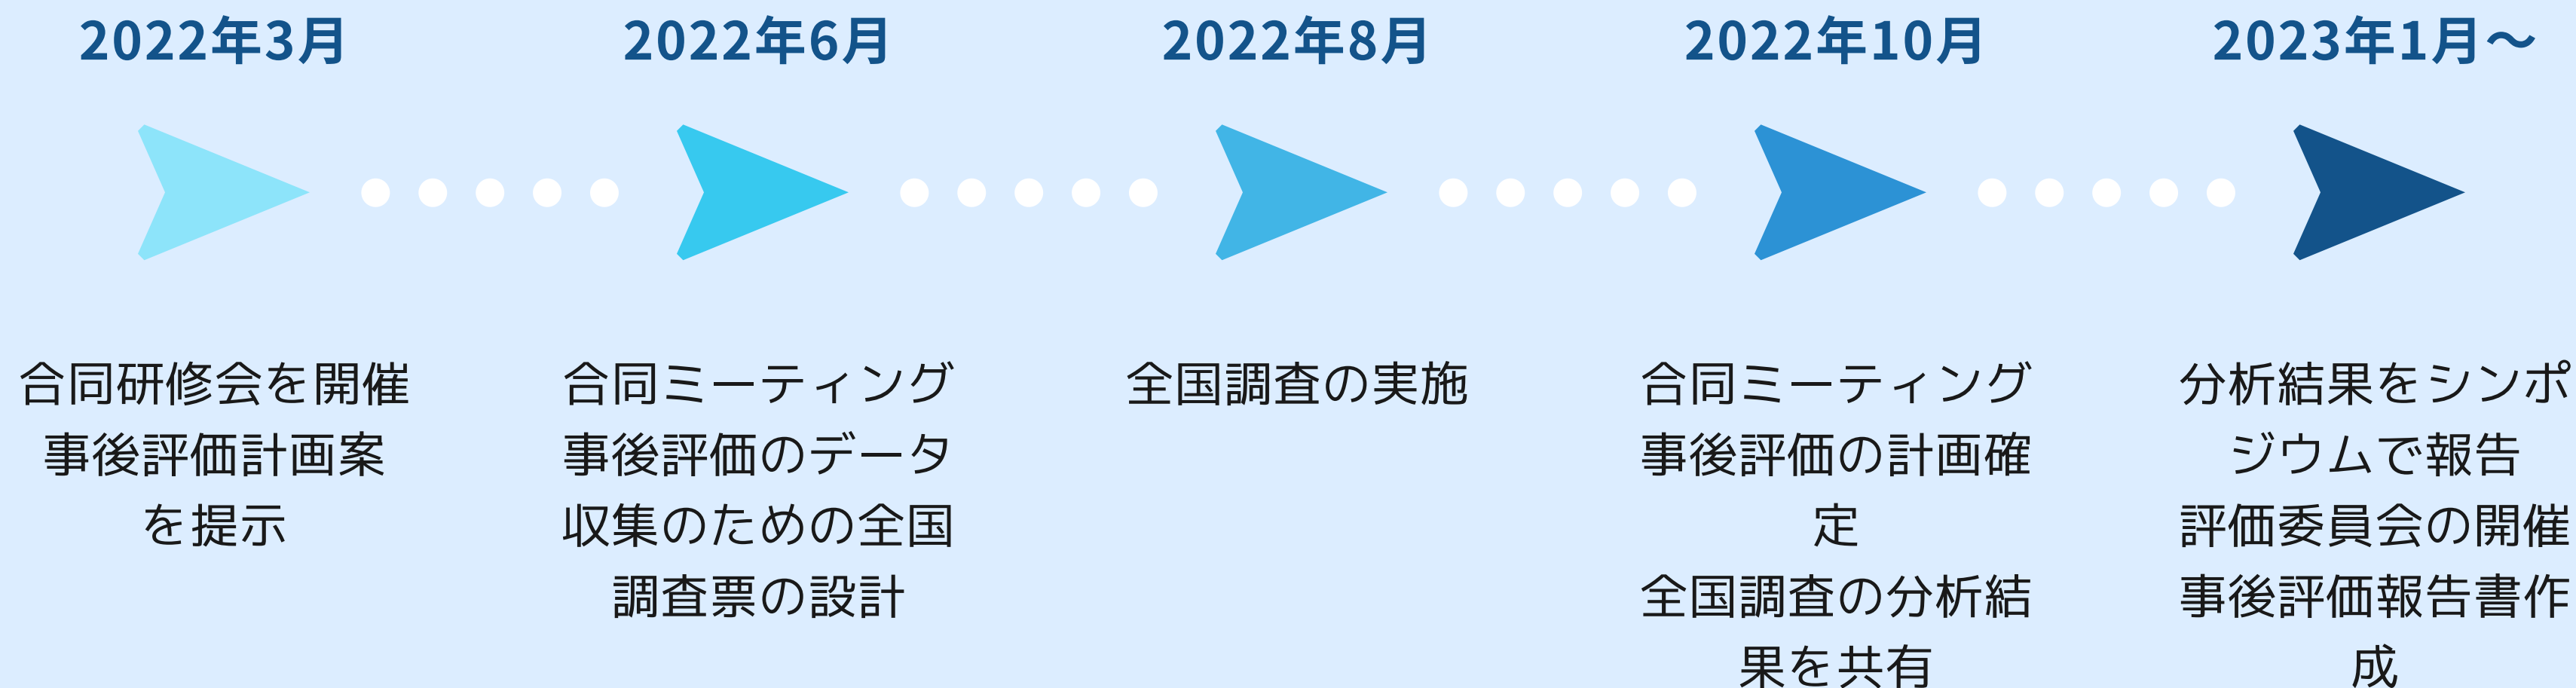 2022年3月
2022年6月
2022年8月
2022年10月
2023年1月～
合同研修会を開催
事後評価計画案
を提示
合同ミーティング
事後評価のデータ
収集のための全国
調査票の設計
全国調査の実施
合同ミーティング
事後評価の計画確
定
全国調査の分析結
果を共有
分析結果をシンポ
ジウムで報告
評価委員会の開催
事後評価報告書作
成